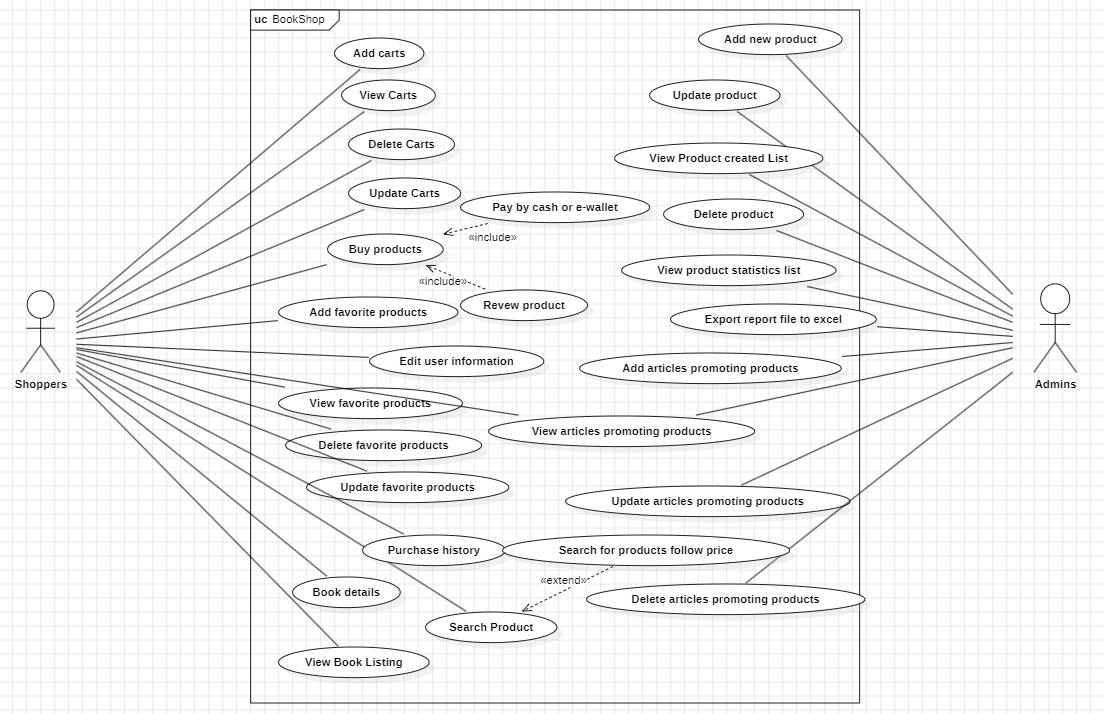 uc BookShop
Add carts
Add new product
View Carts
Update product
Delete Carts
View Product created List
Update Carts
Pay by cash or e-wallet
Delete product
«include»
Buy products
View product statistics list
«include»
Revew product
Add favorite products
Export report file to excel
Edit user information
Add articles promoting products
Shoppers
Admins
View favorite products
View articles promoting products
Delete favorite products
Update favorite products
Update articles promoting products
Purchase history
Search for products follow price
«extend»
Book details
Delete articles promoting products
Search Product
View Book Listing